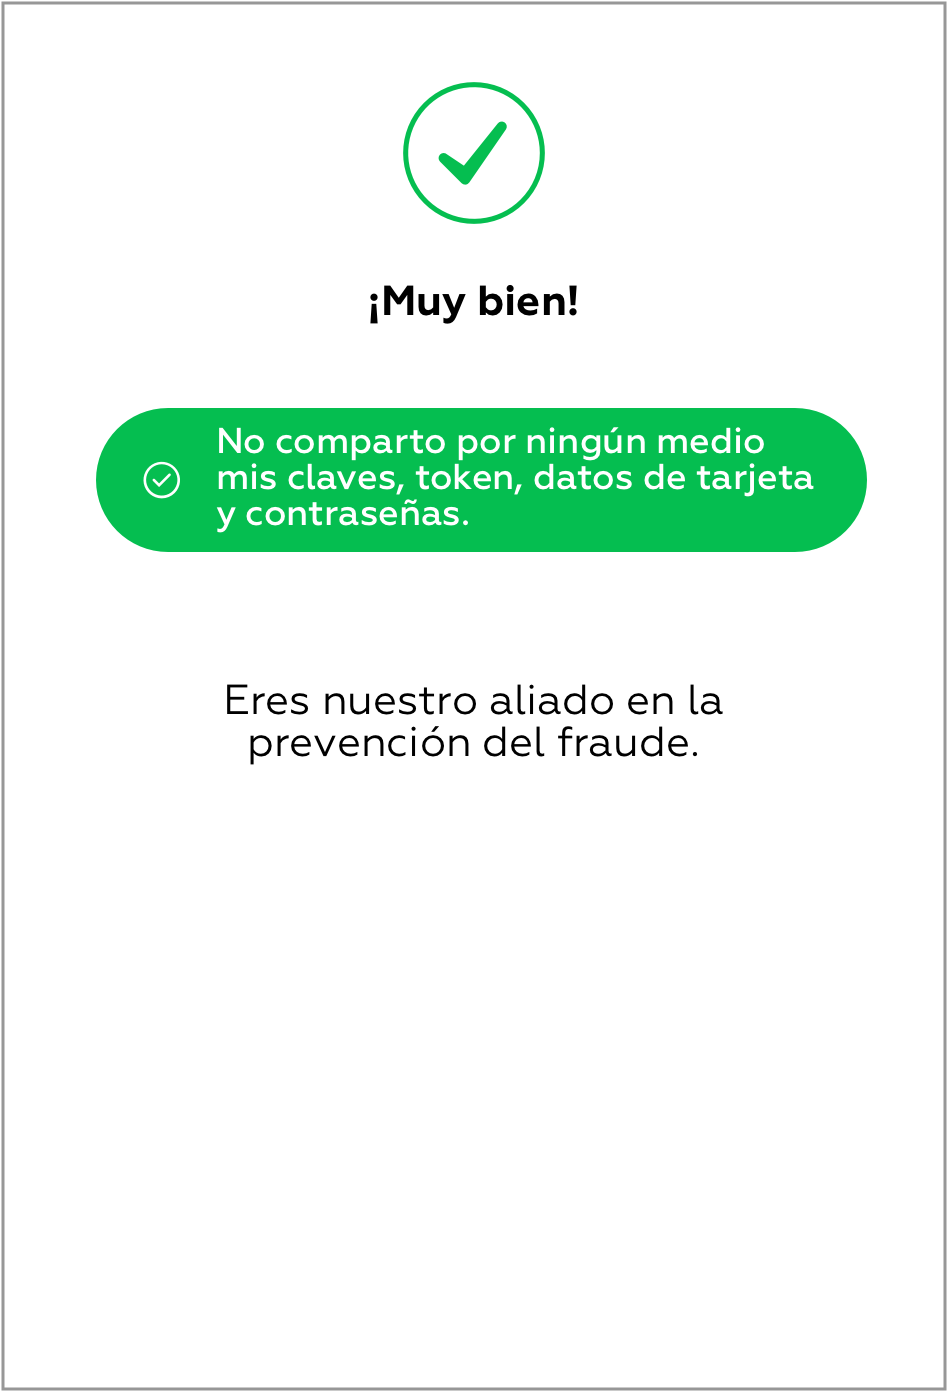 ¡Muy bien!
No comparto por ningún medio
mis claves, token, datos de tarjeta
y contraseñas.
Eres nuestro aliado en la
prevención del fraude.